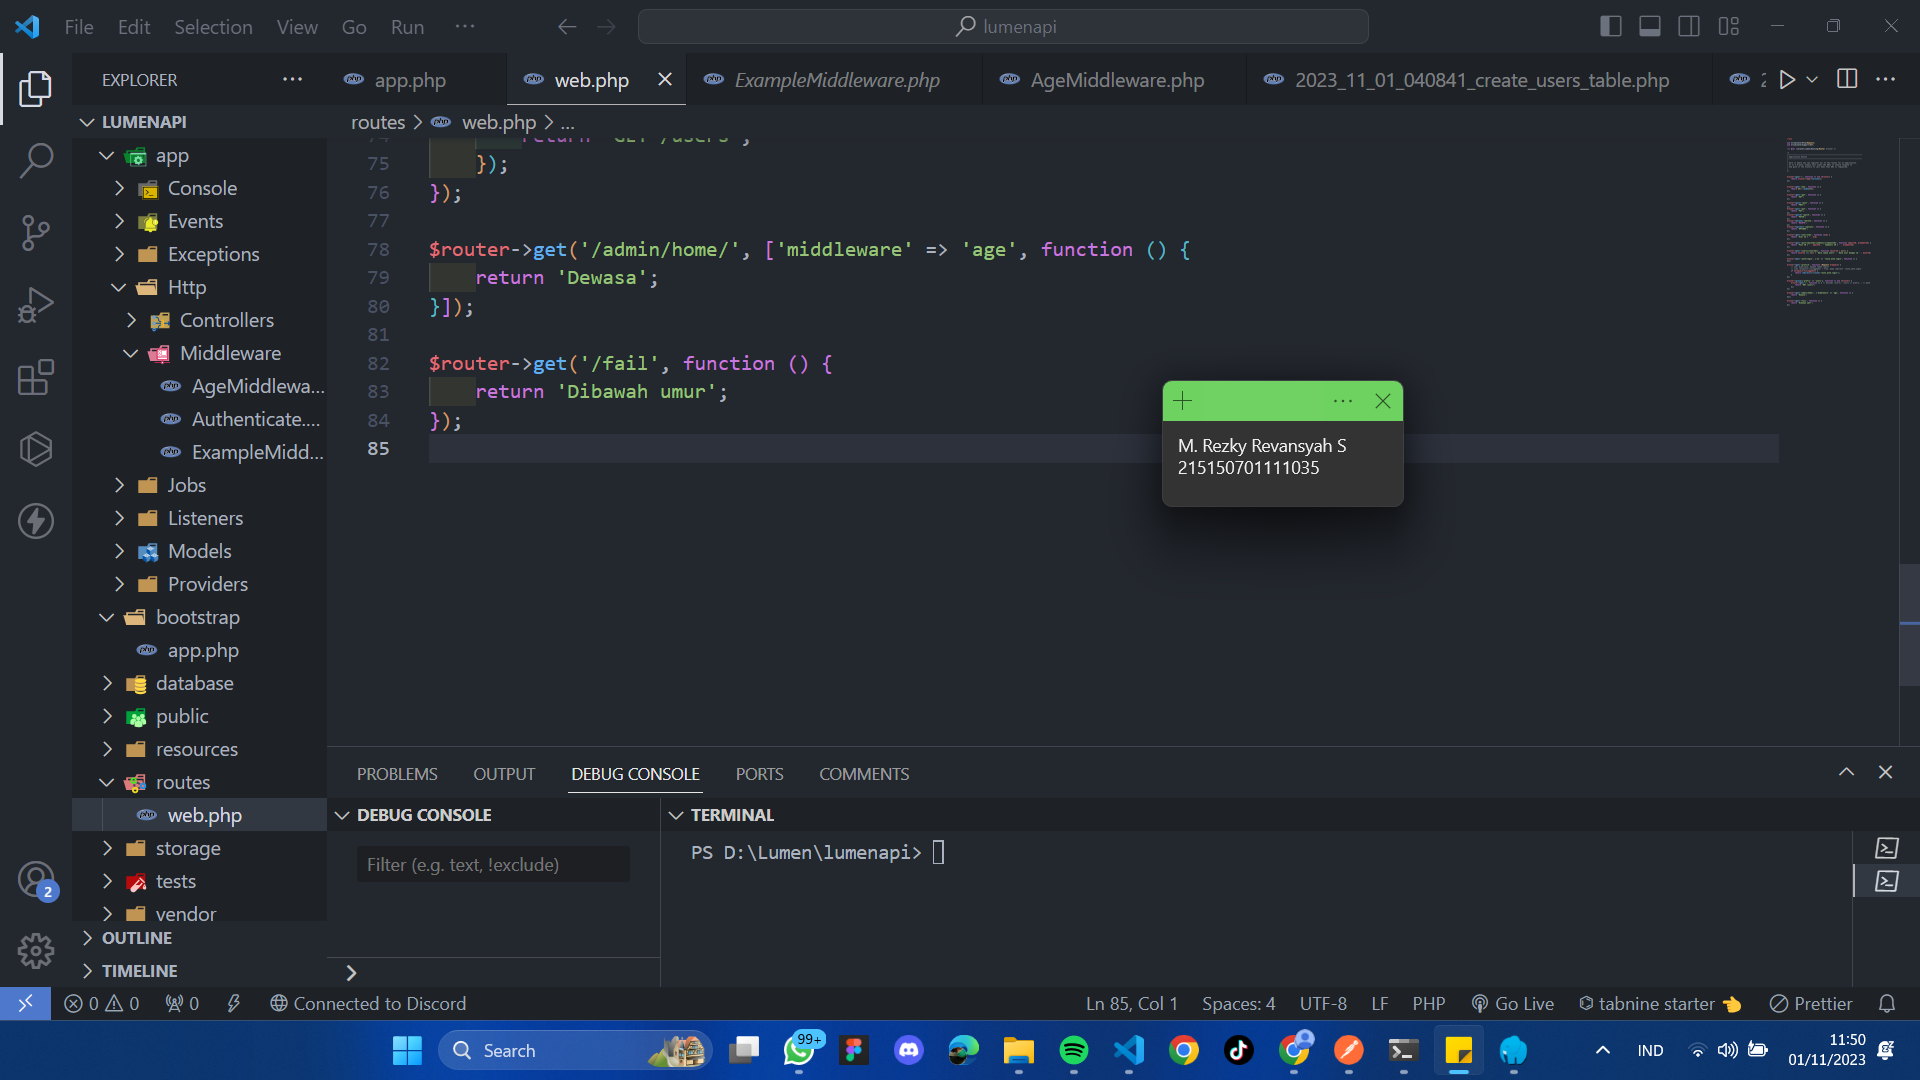 File Edit Selection View Go Run ···
lumenapi
EXPLORER ···
app.php
web.php
ExampleMiddleware.php
AgeMiddleware.php
2023_11_01_040841_create_users_table.php
LUMENAPI
app
Console
Events
Exceptions
Http
Controllers
Middleware
AgeMiddlewa...
Authenticate....
ExampleMidd...
Jobs
Listeners
Models
Providers
bootstrap
app.php
database
public
resources
routes
web.php
storage
tests
vendor
OUTLINE
TIMELINE
routes > web.php > ...
75 });
76 });
77
78 $router->get('/admin/home/', ['middleware' => 'age', function () {
79 return 'Dewasa';
80 }]);
81
82 $router->get('/fail', function () {
83 return 'Dibawah umur';
84 });
85
M. Rezky Revansyah S
215150701111035
PROBLEMS OUTPUT DEBUG CONSOLE PORTS COMMENTS
DEBUG CONSOLE
Filter (e.g. text, !exclude)
TERMINAL
PS D:\Lumen\lumenapi>
2
0 0 0 Connected to Discord
Ln 85, Col 1 Spaces: 4 UTF-8 LF PHP Go Live tabnine starter Prettier
Search
99+
IND
11:50
01/11/2023